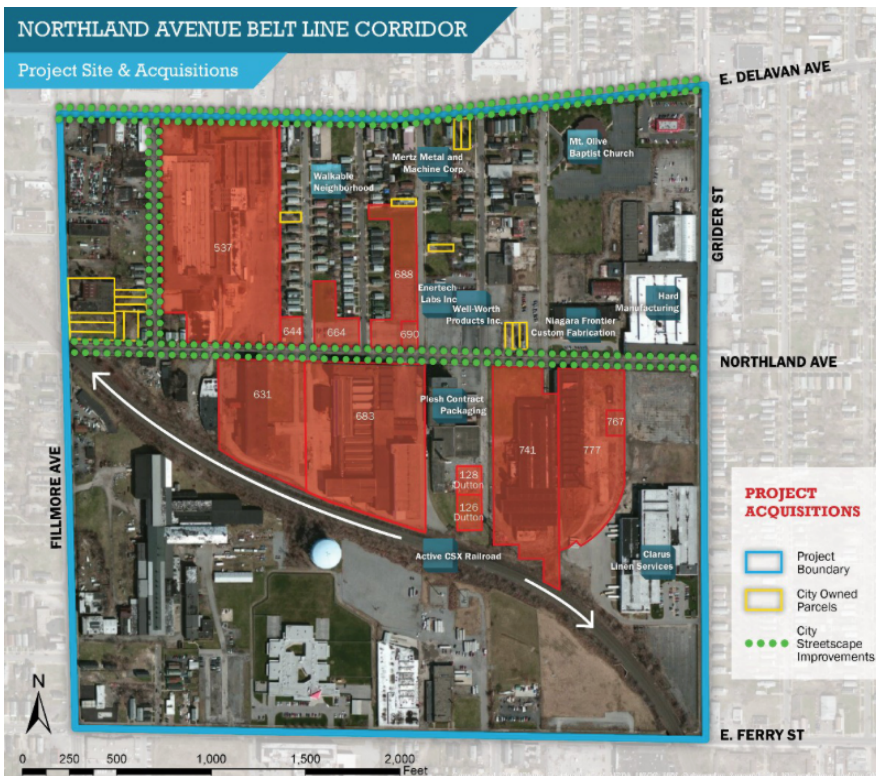 NORTHLAND AVENUE BELT LINE CORRIDOR
Project Site & Acquisitions
E. DELAVAN AVE
Mt. Olive
Baptist Church
Mertz Metal and
Machine Corp.
Walkable
Neighborhood
GRIDER ST
537
688
Enertech
Labs Inc
Well-Worth
Products Inc.
Hard
Manufacturing
Niagara Frontier
Custom Fabrication
644
664
690
NORTHLAND AVE
631
683
Plesh Contract
Packaging
767
741
777
128
Dutton
126
Dutton
FILLMORE AVE
Active CSX Railroad
Clarus
Linen Services
PROJECT
ACQUISITIONS
Project
Boundary
City Owned
Parcels
City
Streetscape
Improvements
N
E. FERRY ST
0 250 500 1,000 1,500 2,000
Feet